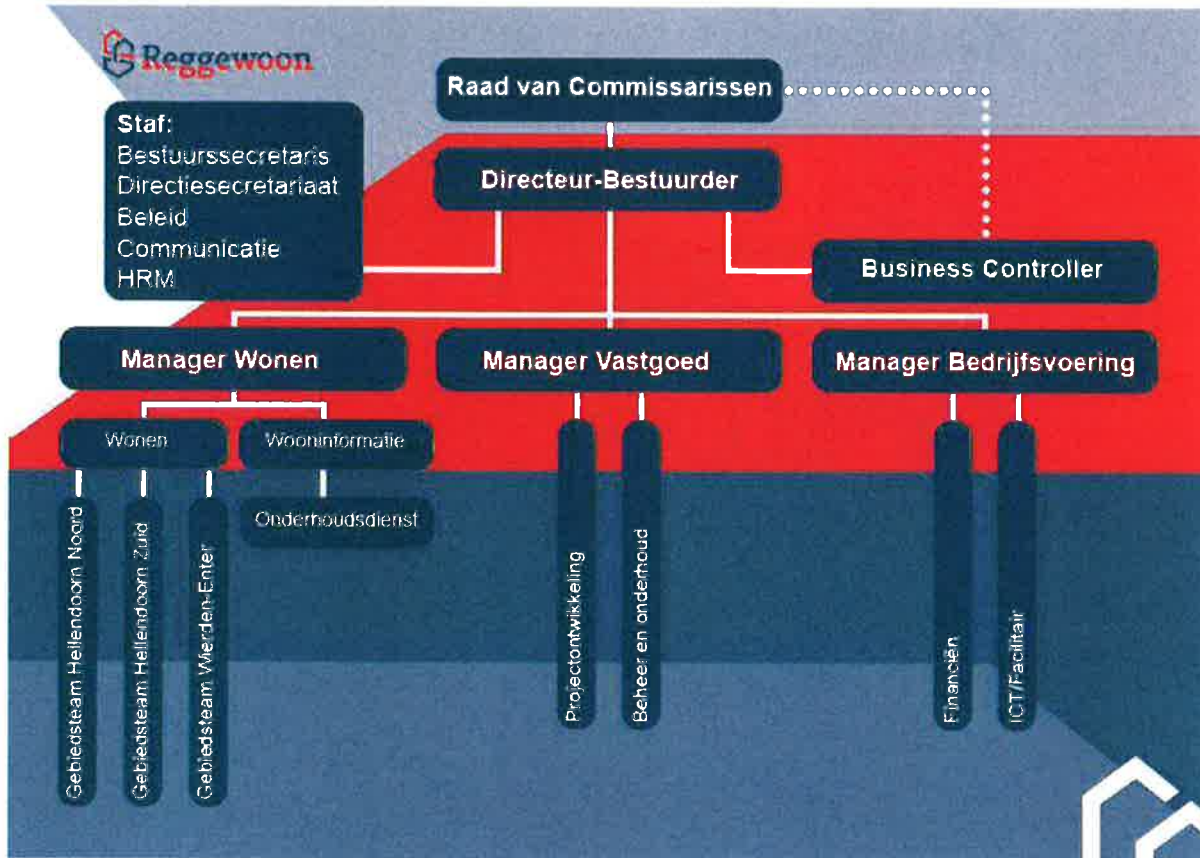 Reggewoon
Raad van Commissarissen
Staf:
Bestuurssecretaris
Directiesecretariaat
Beleid
Communicatie
HRM
Directeur-Bestuurder
Business Controller
Manager Wonen
Manager Vastgoed
Manager Bedrijfsvoering
Wonen
Wooninformatie
Onderhoudsdienst
Gebiedsteam Hellendoorn Noord
Gebiedsteam Hellendoorn Zuid
Gebiedsteam Wierden-Enter
Projectontwikkeling
Beheer en onderhoud
Financiën
ICT/Facilitair